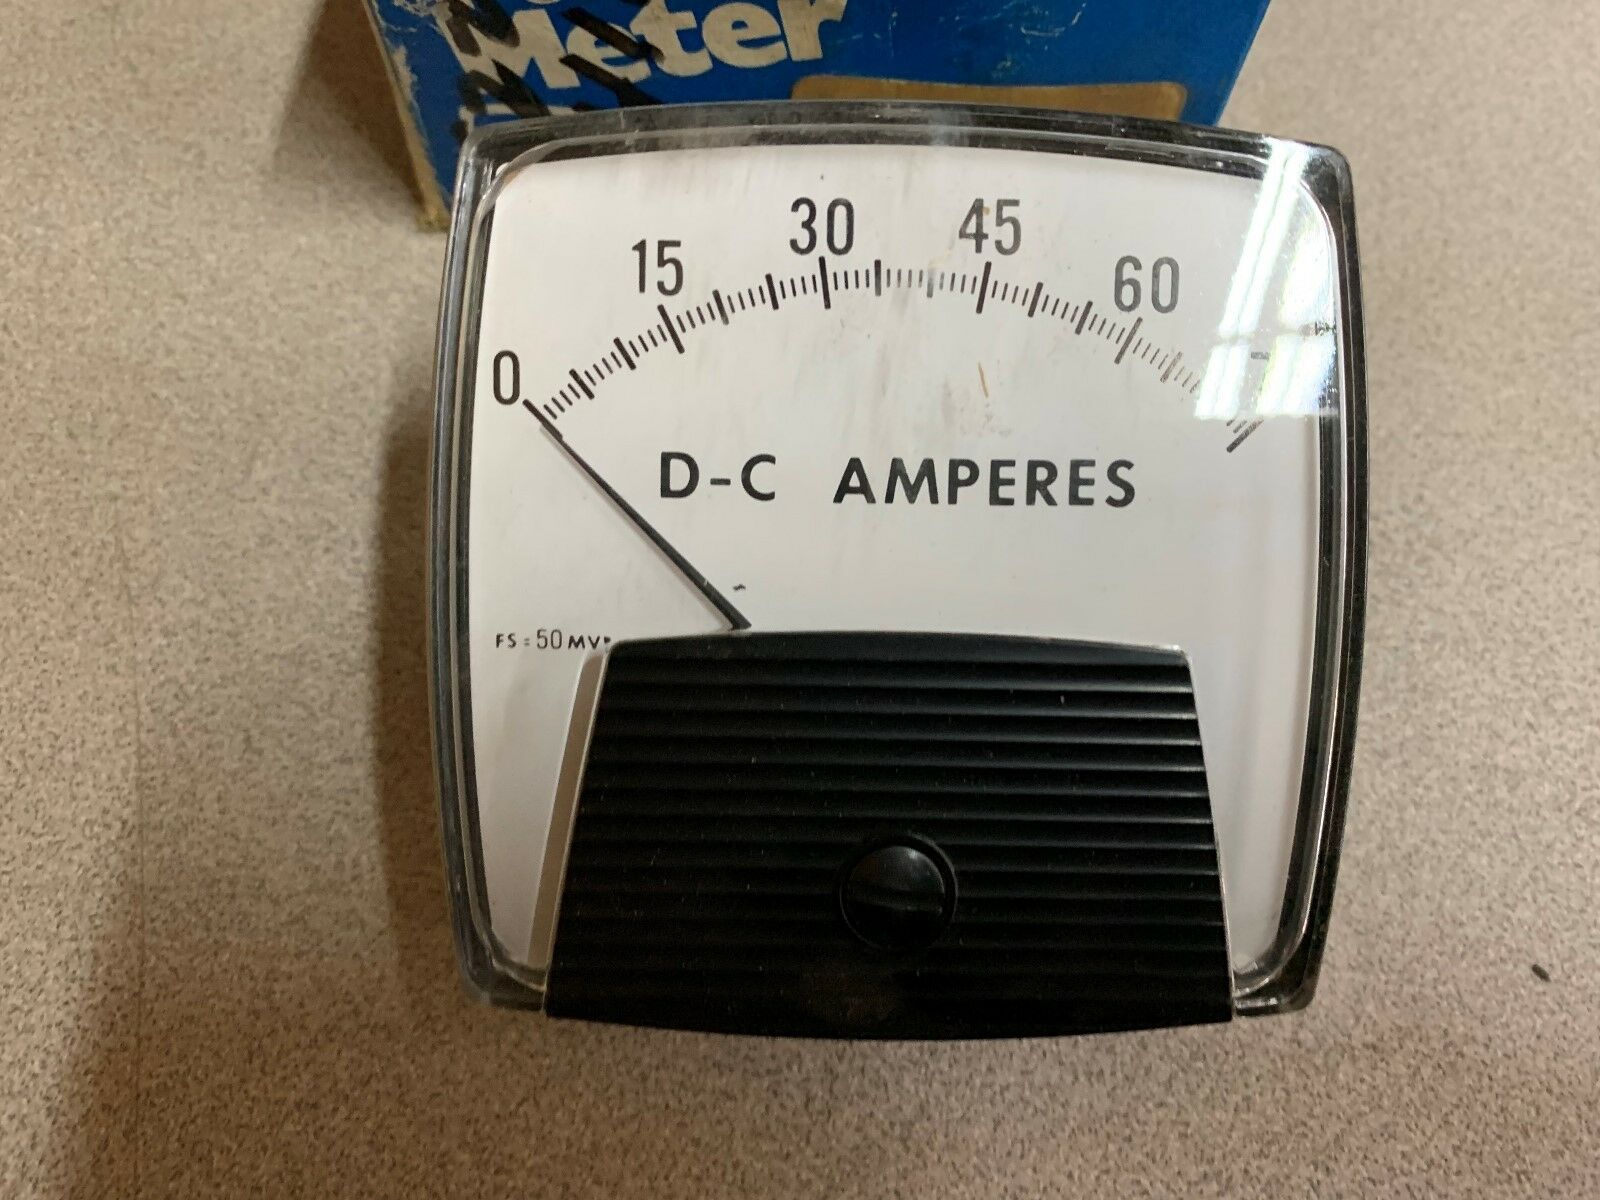 Meter
0 15 30 45 60
D-C AMPERES
FS = 50 MV